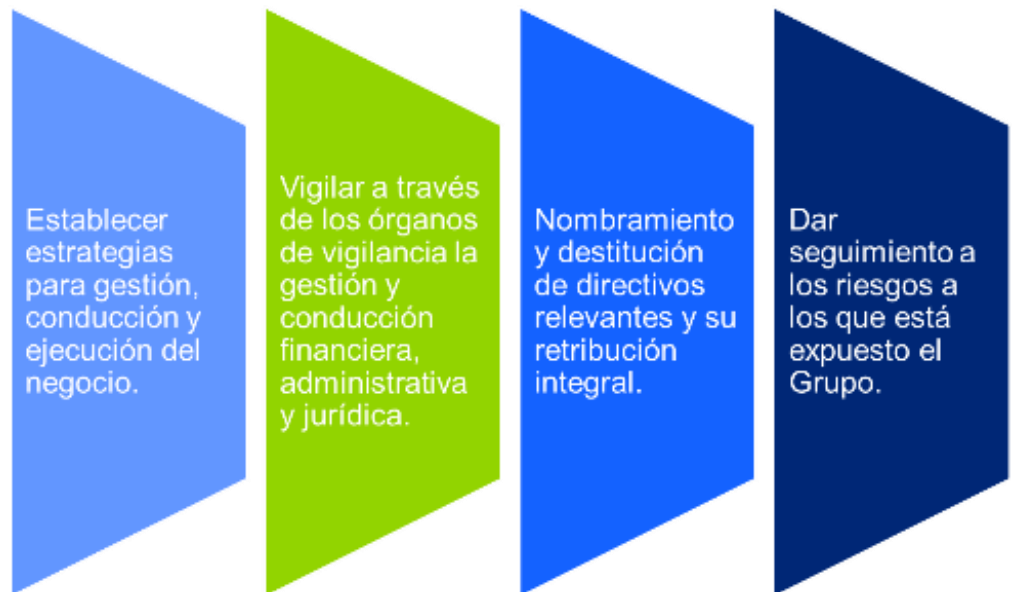 Establecer
estrategias
para gestión,
conducción y
ejecución del
negocio.
Vigilar a través
de los órganos
de vigilancia la
gestión y
conducción
financiera,
administrativa
y jurídica.
Nombramiento
y destitución
de directivos
relevantes y su
retribución
integral.
Dar
seguimiento a
los riesgos a
los que está
expuesto el
Grupo.